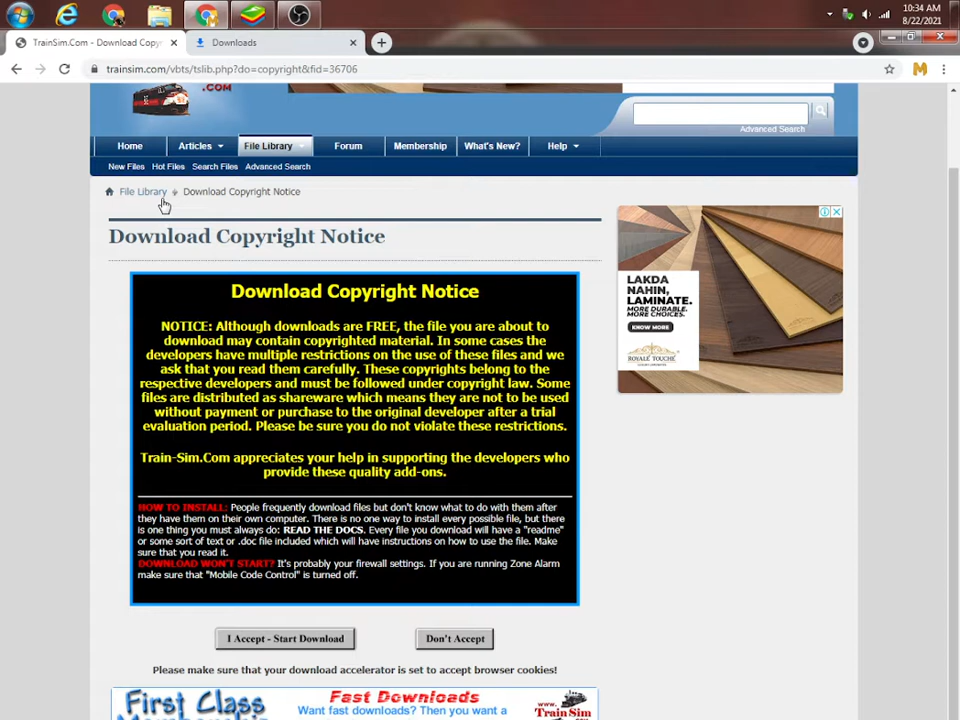 10:34 AM
8/22/2021
TrainSim.Com - Download Copy
Downloads
trainsim.com/vbts/tslib.php?do=copyright&fid=36706
.COM
Advanced Search
Home Articles File Library Forum Membership What's New? Help
New Files Hot Files Search Files Advanced Search
File Library Download Copyright Notice
Download Copyright Notice
Download Copyright Notice
NOTICE: Although downloads are FREE, the file you are about to
download may contain copyrighted material. In some cases the
developers have multiple restrictions on the use of these files and we
ask that you read them carefully. These copyrights belong to the
respective developers and must be followed under copyright law. Some
files are distributed as shareware which means they are not to be used
without payment or purchase to the original developer after a trial
evaluation period. Please be sure you do not violate these restrictions.
Train-Sim.Com appreciates your help in supporting the developers who
provide these quality add-ons.
HOW TO INSTALL: People frequently download files but don't know what to do with them after
they have them on their own computer. There is no one way to install every possible file, but there
is one thing you must always do: READ THE DOCS. Every file you download will have a "readme"
or some sort of text or .doc file included which will have instructions on how to use the file. Make
sure that you read it.
DOWNLOAD WON'T START? It's probably your firewall settings. If you are running Zone Alarm
make sure that "Mobile Code Control" is turned off.
LAKDA
NAHIN,
LAMINATE.
MORE DURABLE.
MORE CHOICES.
KNOW MORE
ROYALE TOUCHE
I Accept - Start Download Don't Accept
Please make sure that your download accelerator is set to accept browser cookies!
First Class
Fast Downloads
Want fast downloads? Then you want a
www.
TrainSim